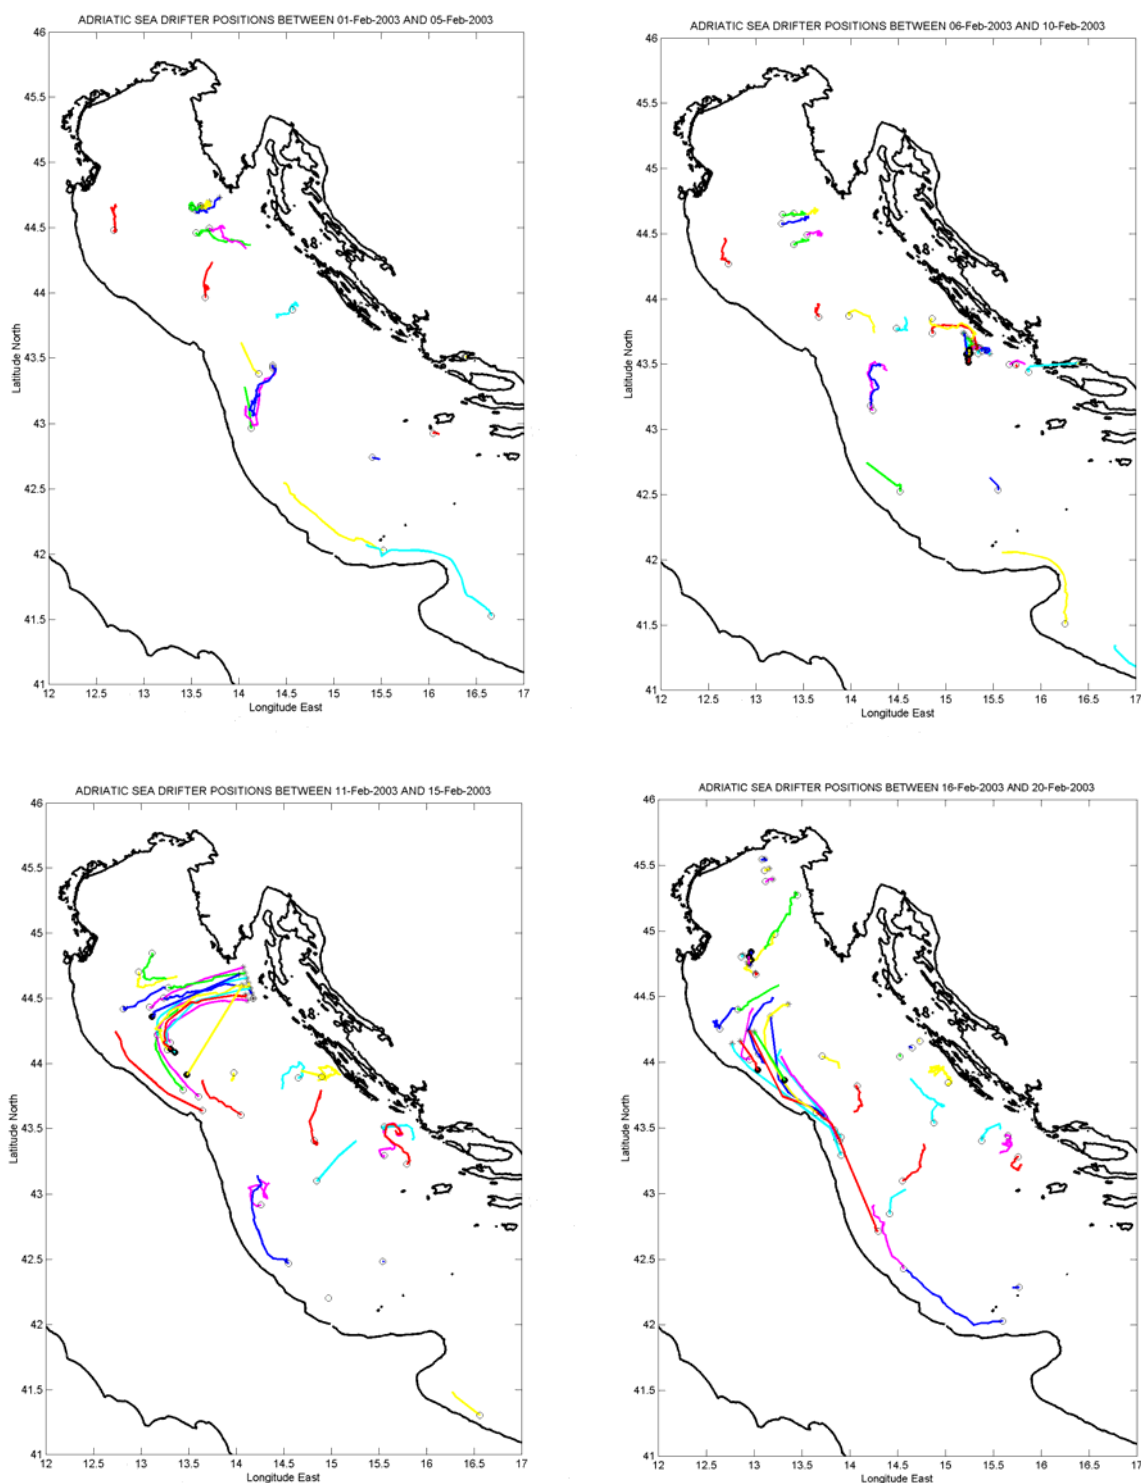 ADRIATIC SEA DRIFTER POSITIONS BETWEEN 01-Feb-2003 AND 05-Feb-2003
46
45.5
45
44.5
44
43.5
43
42.5
42
41.5
41
Latitude North
12 12.5 13 13.5 14 14.5 15 15.5 16 16.5 17
Longitude East
ADRIATIC SEA DRIFTER POSITIONS BETWEEN 06-Feb-2003 AND 10-Feb-2003
46
45.5
45
44.5
44
43.5
43
42.5
42
41.5
41
Latitude North
12 12.5 13 13.5 14 14.5 15 15.5 16 16.5 17
Longitude East
ADRIATIC SEA DRIFTER POSITIONS BETWEEN 11-Feb-2003 AND 15-Feb-2003
46
45.5
45
44.5
44
43.5
43
42.5
42
41.5
41
Latitude North
12 12.5 13 13.5 14 14.5 15 15.5 16 16.5 17
Longitude East
ADRIATIC SEA DRIFTER POSITIONS BETWEEN 16-Feb-2003 AND 20-Feb-2003
46
45.5
45
44.5
44
43.5
43
42.5
42
41.5
41
Latitude North
12 12.5 13 13.5 14 14.5 15 15.5 16 16.5 17
Longitude East